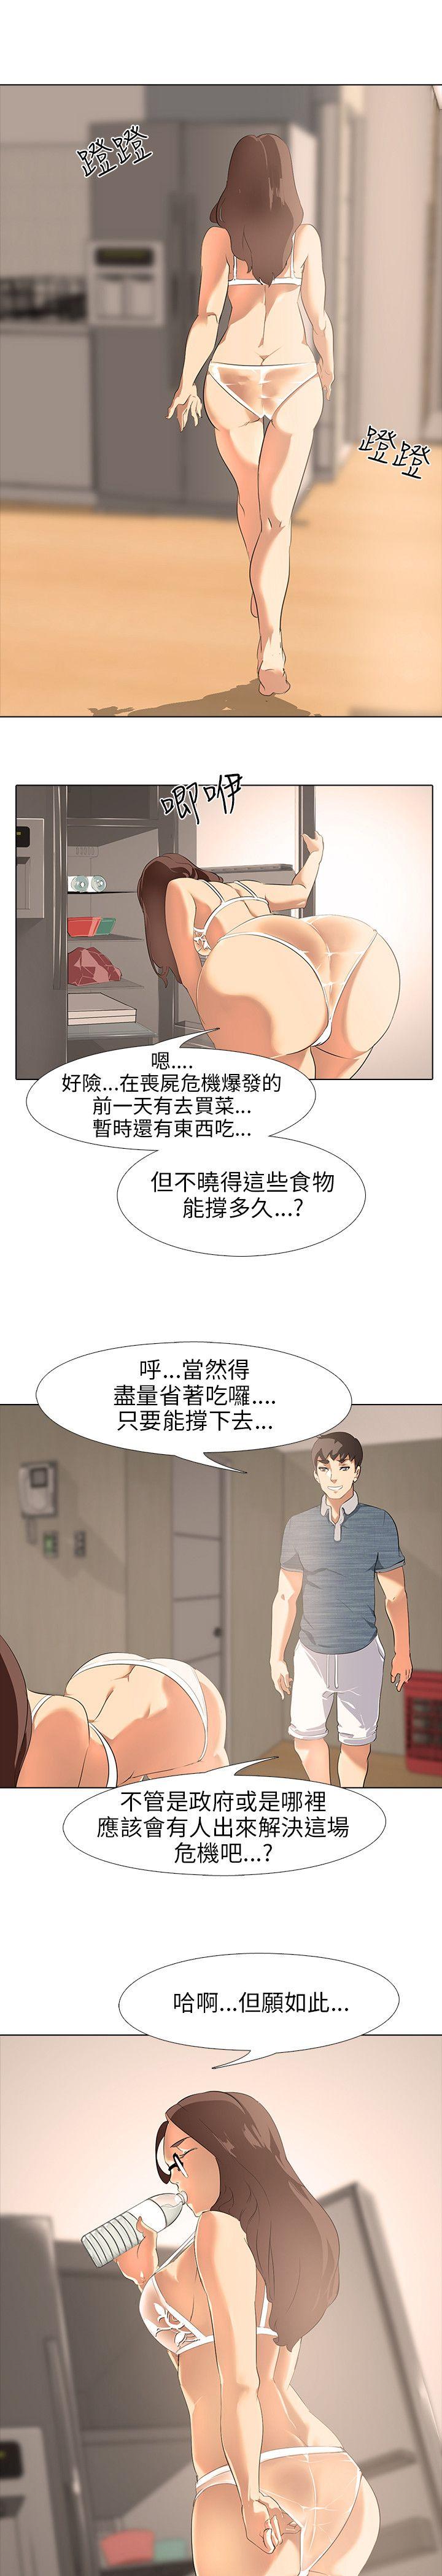 蹬蹬
蹬蹬
唧咿
嗯....
好險...在喪屍危機爆發的
前一天有去買菜...
暫時還有東西吃...
但不曉得這些食物
能撐多久...?
呼...當然得
盡量省著吃囉....
只要能撐下去...
不管是政府或是哪裡
應該會有人出來解決這場
危機吧...?
哈啊...但願如此...